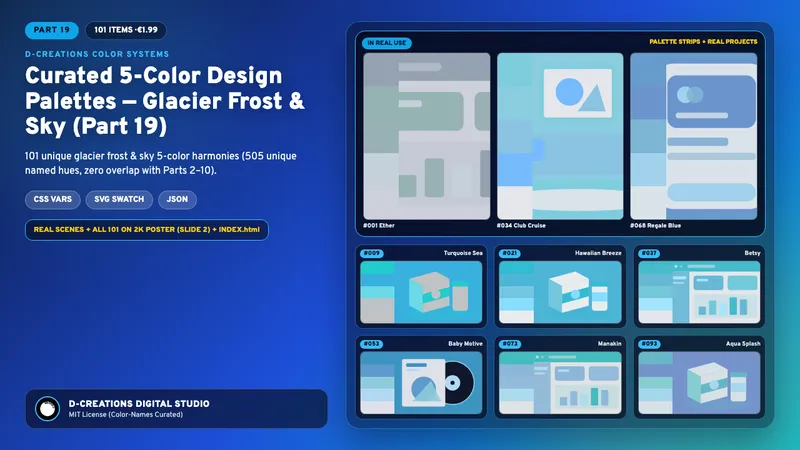 PART 19
101 ITEMS · €1.99
D-CREATIONS COLOR SYSTEMS
Curated 5-Color Design
Palettes — Glacier Frost &
Sky (Part 19)
101 unique glacier frost & sky 5-color harmonies (505 unique
named hues, zero overlap with Parts 2–10).
CSS VARS
SVG SWATCH
JSON
REAL SCENES + ALL 101 ON 2K POSTER (SLIDE 2) + INDEX.html
D-CREATIONS DIGITAL STUDIO
MIT License (Color-Names Curated)
IN REAL USE
PALETTE STRIPS + REAL PROJECTS
#001 Ether
#034 Club Cruise
#068 Regale Blue
#009
Turquoise Sea
#021
Hawaiian Breeze
#037
Betsy
#053
Baby Motive
#073
Manakin
#093
Aqua Splash